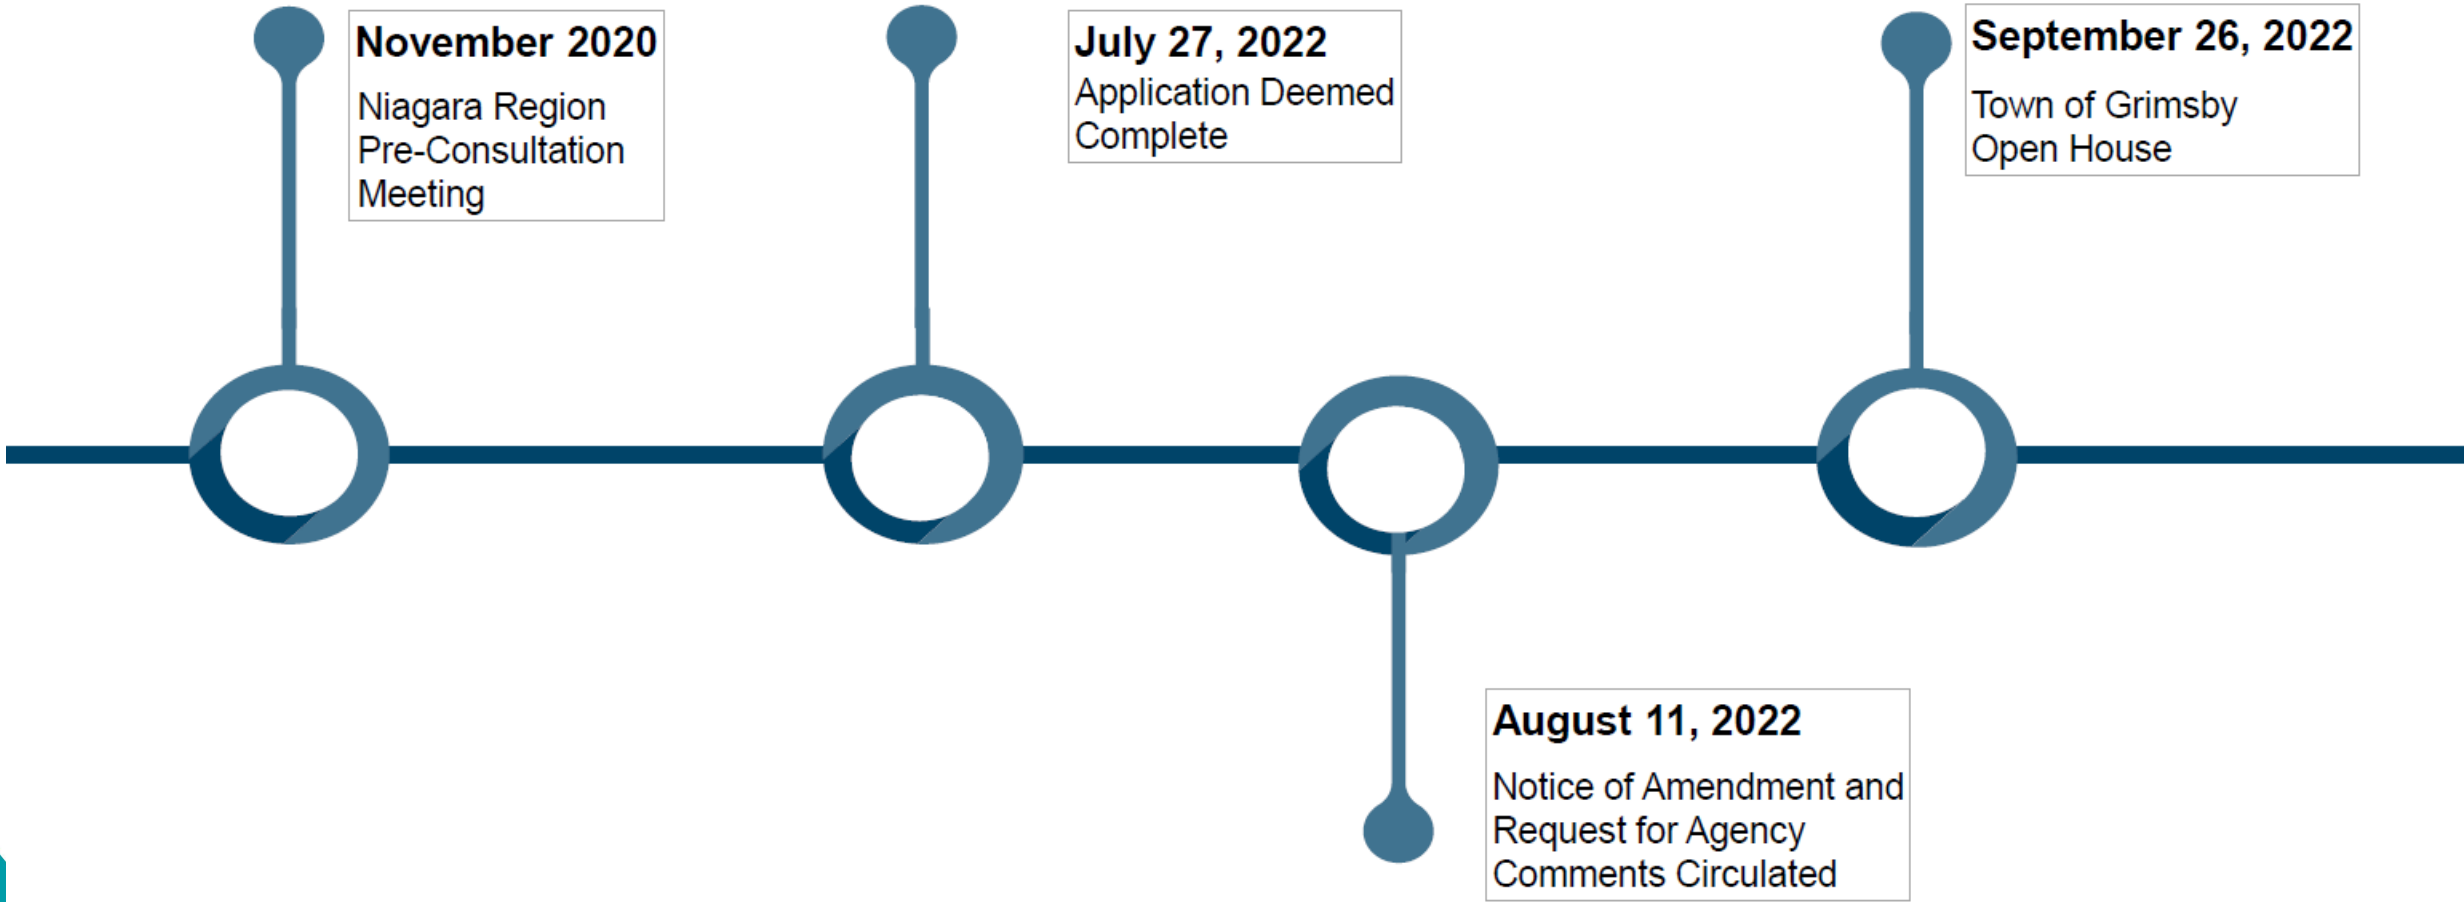 November 2020
Niagara Region
Pre-Consultation
Meeting
July 27, 2022
Application Deemed
Complete
August 11, 2022
Notice of Amendment and
Request for Agency
Comments Circulated
September 26, 2022
Town of Grimsby
Open House